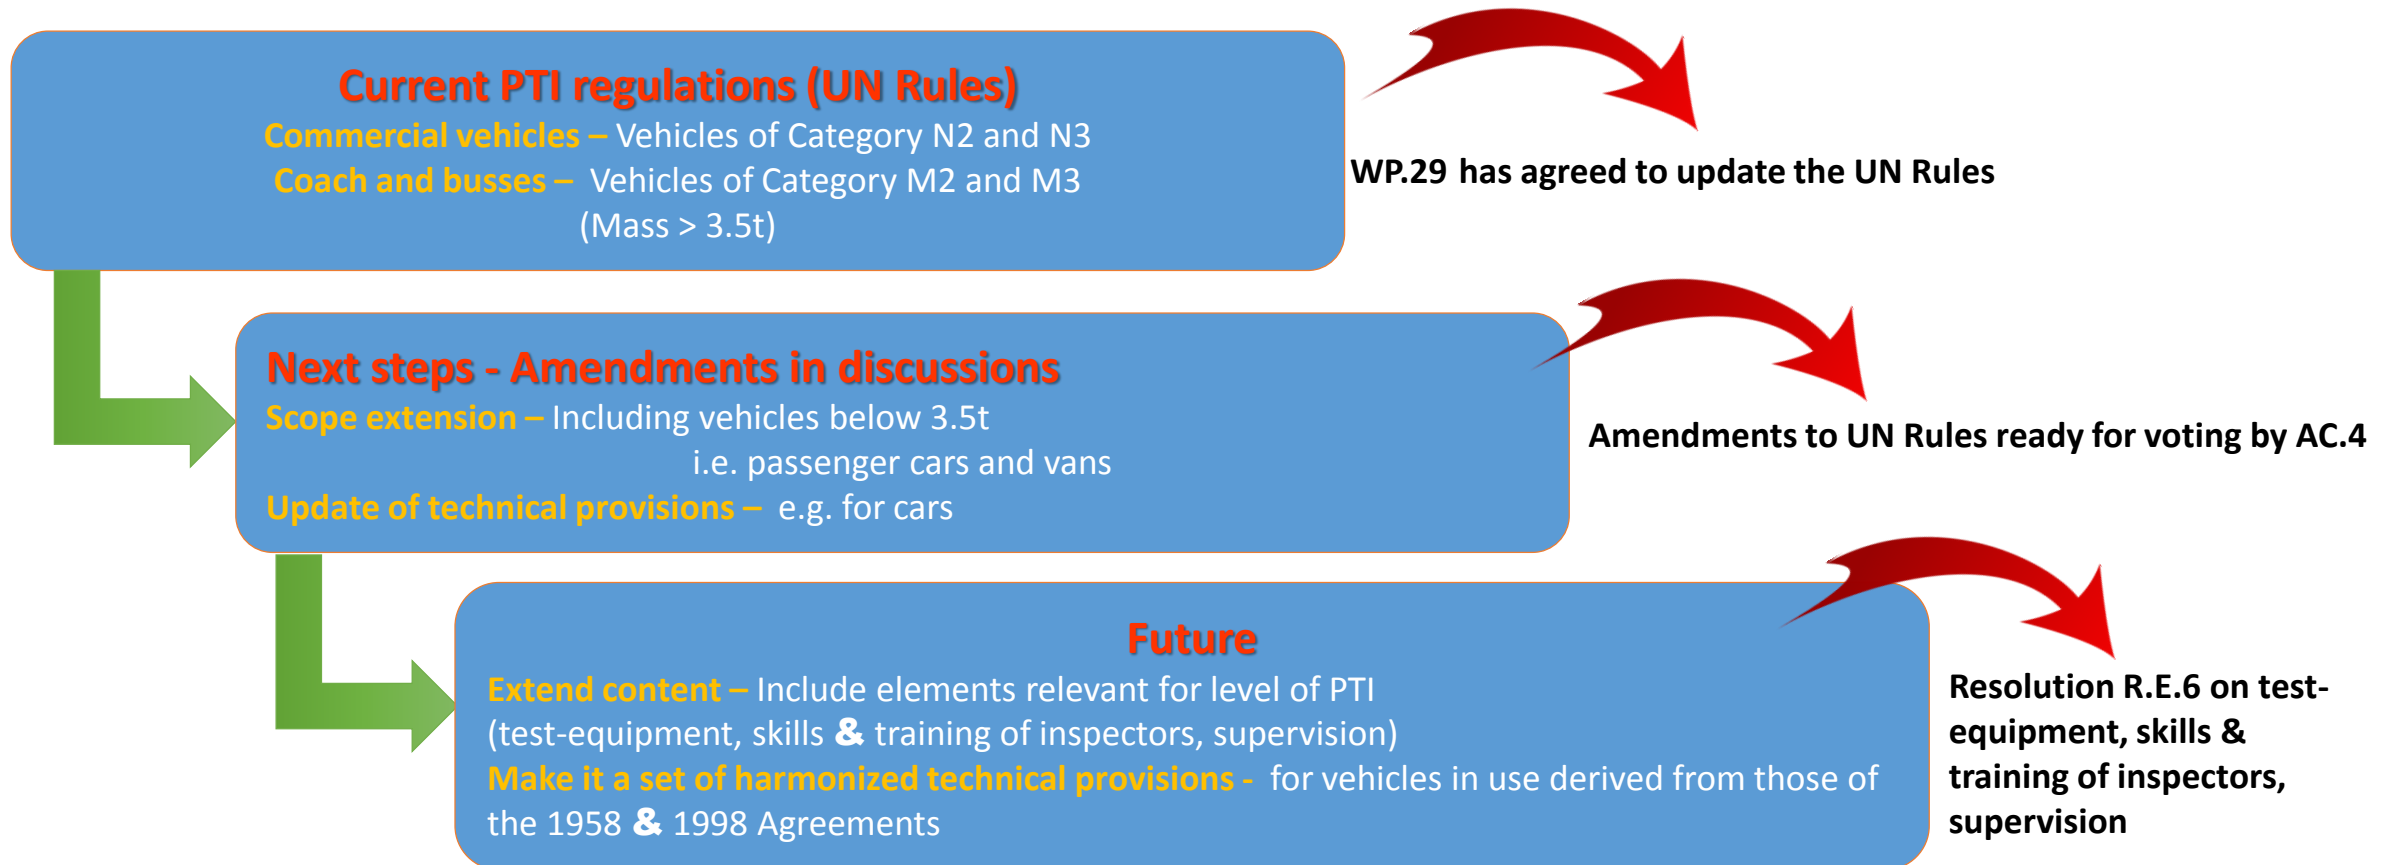 Current PTI regulations (UN Rules)
Commercial vehicles – Vehicles of Category N2 and N3
Coach and busses – Vehicles of Category M2 and M3
(Mass > 3.5t)
WP.29 has agreed to update the UN Rules
Next steps - Amendments in discussions
Scope extension – Including vehicles below 3.5t
i.e. passenger cars and vans
Update of technical provisions – e.g. for cars
Amendments to UN Rules ready for voting by AC.4
Future
Extend content – Include elements relevant for level of PTI
(test-equipment, skills & training of inspectors, supervision)
Make it a set of harmonized technical provisions - for vehicles in use derived from those of
the 1958 & 1998 Agreements
Resolution R.E.6 on test-
equipment, skills &
training of inspectors,
supervision